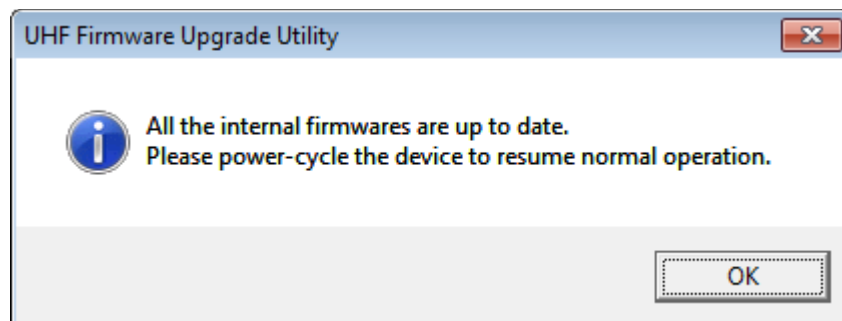 UHF Firmware Upgrade Utility
All the internal firmwares are up to date.
Please power-cycle the device to resume normal operation.
OK